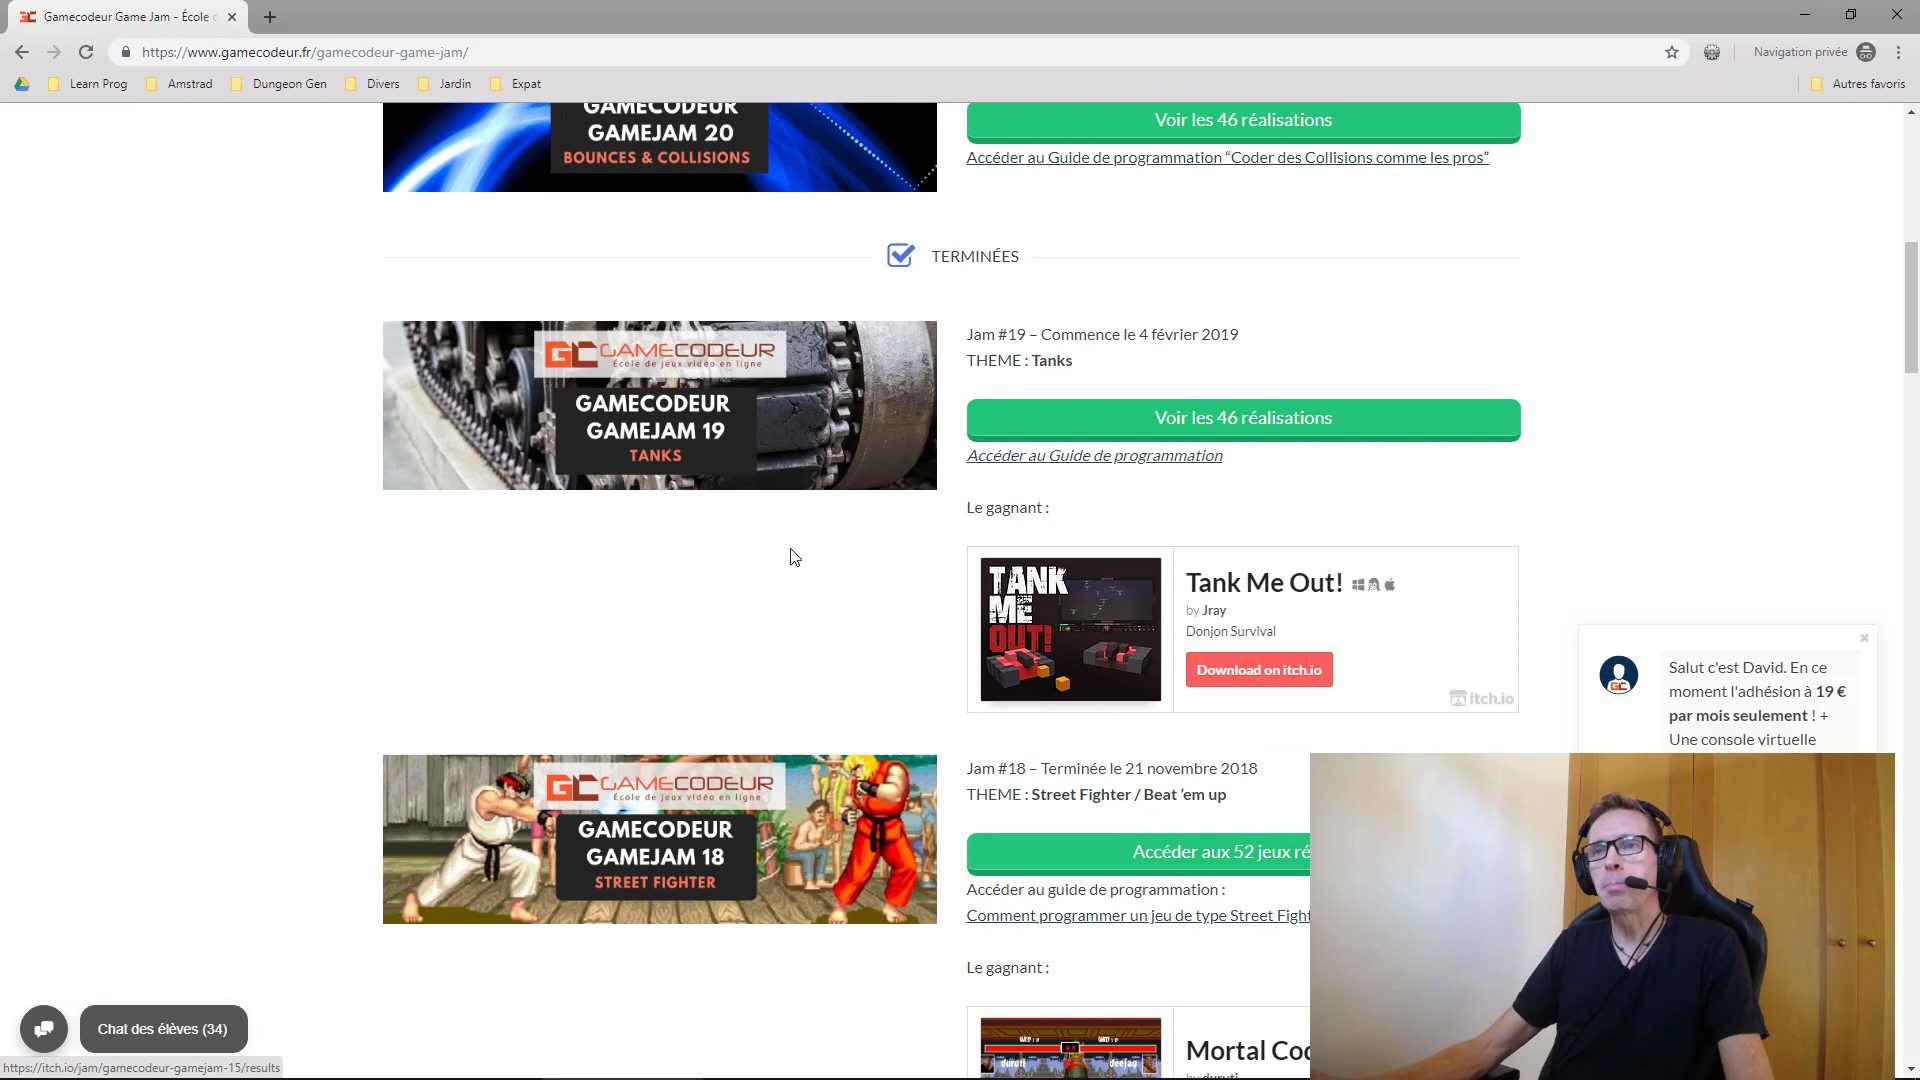 Gamecodeur Game Jam - École d
https://www.gamecodeur.fr/gamecodeur-game-jam/
Navigation privée
Learn Prog
Amstrad
Dungeon Gen
Divers
Jardin
Expat
Autres favoris
GAMECODEUR
GAMEJAM 20
BOUNCES & COLLISIONS
Voir les 46 réalisations
Accéder au Guide de programmation “Coder des Collisions comme les pros”
TERMINÉES
GC GAMECODEUR
École de jeux vidéo en ligne
GAMECODEUR
GAMEJAM 19
TANKS
Jam #19 – Commence le 4 février 2019
THEME : Tanks
Voir les 46 réalisations
Accéder au Guide de programmation
Le gagnant :
TANK
ME
OUT!
Tank Me Out!
by Jray
Donjon Survival
Download on itch.io
itch.io
Salut c'est David. En ce
moment l'adhésion à 19 €
par mois seulement ! +
Une console virtuelle
GC GAMECODEUR
École de jeux vidéo en ligne
GAMECODEUR
GAMEJAM 18
STREET FIGHTER
Jam #18 – Terminée le 21 novembre 2018
THEME : Street Fighter / Beat ’em up
Accéder aux 52 jeux ré
Accéder au guide de programmation :
Comment programmer un jeu de type Street Fight
Le gagnant :
duruti
deejay
Mortal Cod
by duruti
Chat des élèves (34)
https://itch.io/jam/gamecodeur-gamejam-15/results